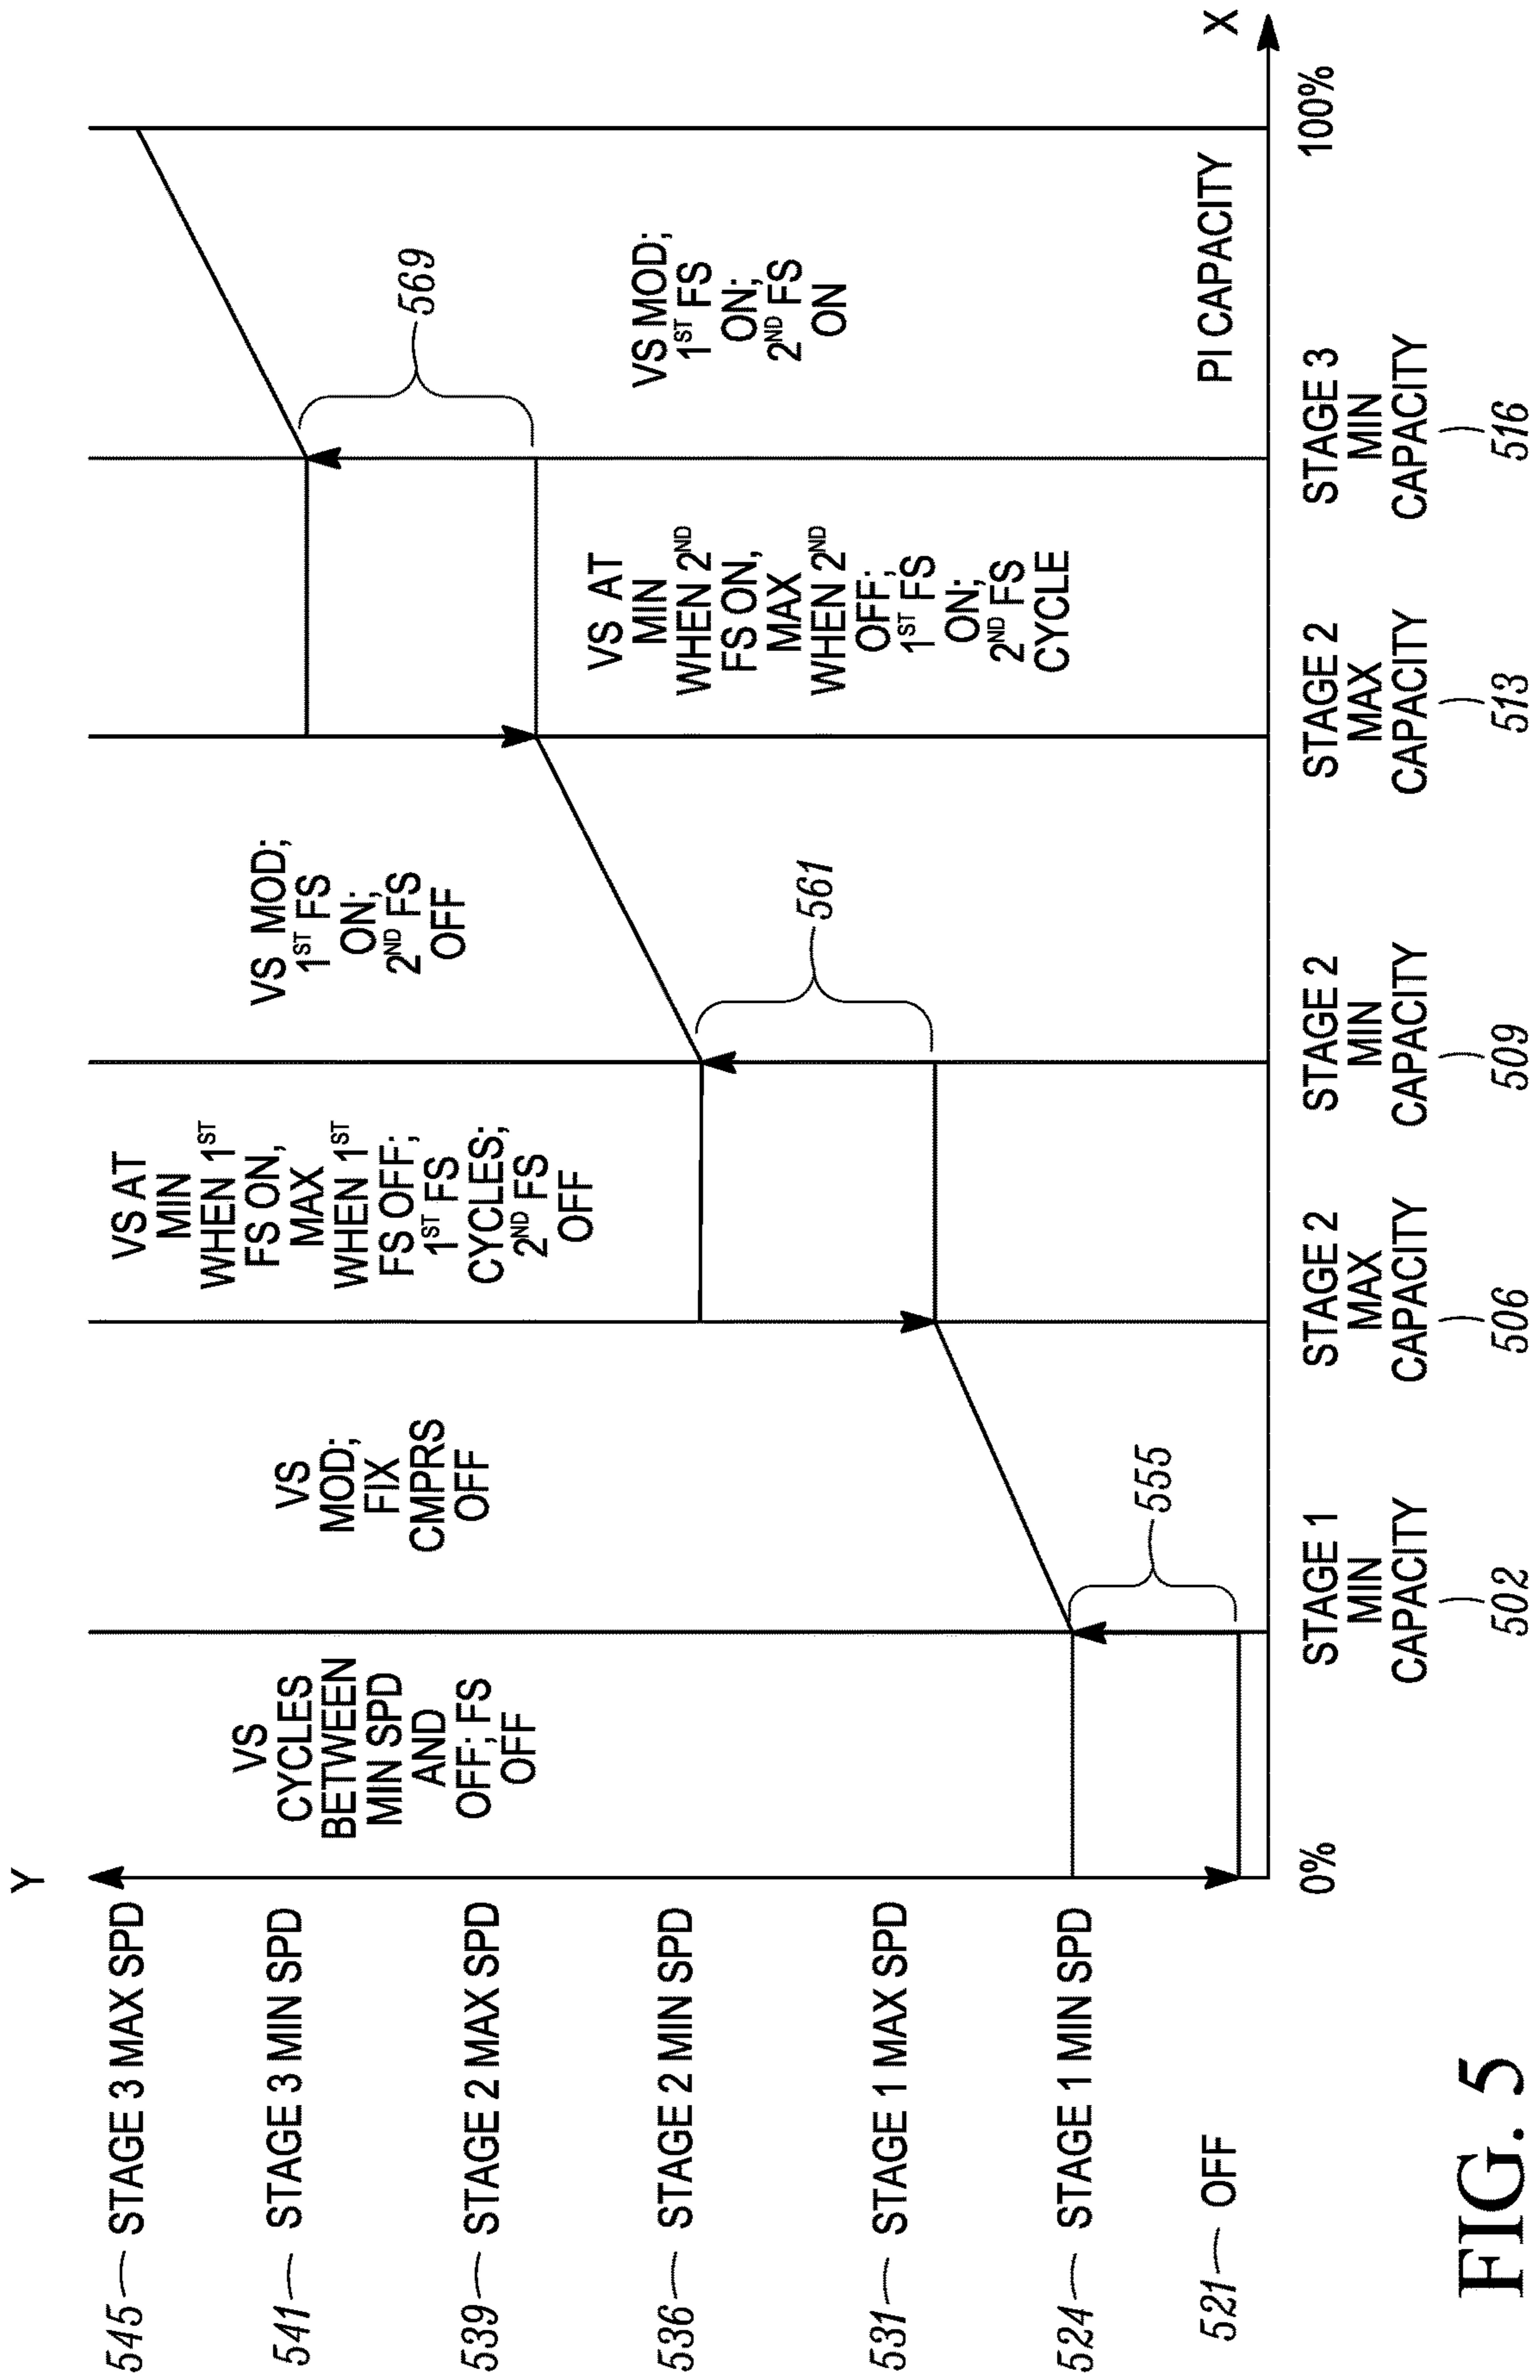 Y
545
STAGE 3 MAX SPD
541
STAGE 3 MIN SPD
539
STAGE 2 MAX SPD
536
STAGE 2 MIN SPD
531
STAGE 1 MAX SPD
524
STAGE 1 MIN SPD
521
OFF
VS
CYCLES
BETWEEN
MIN SPD
AND
OFF; FS
OFF
VS
MOD;
FIX
CMPRS
OFF
VS AT
MIN
WHEN 1ST
FS ON,
MAX
WHEN 1ST
FS OFF;
1ST FS
CYCLES;
2ND FS
OFF
VS MOD;
1ST FS
ON;
2ND FS
OFF
VS AT
MIN
WHEN 2ND
FS ON,
MAX
WHEN 2ND
OFF;
1ST FS
ON;
2ND FS
CYCLE
VS MOD;
1ST FS
ON;
2ND FS
ON
555
561
569
PI CAPACITY
X
0%
STAGE 1
MIN
CAPACITY
502
STAGE 2
MAX
CAPACITY
506
STAGE 2
MIN
CAPACITY
509
STAGE 2
MAX
CAPACITY
513
STAGE 3
MIN
CAPACITY
516
100%
FIG. 5